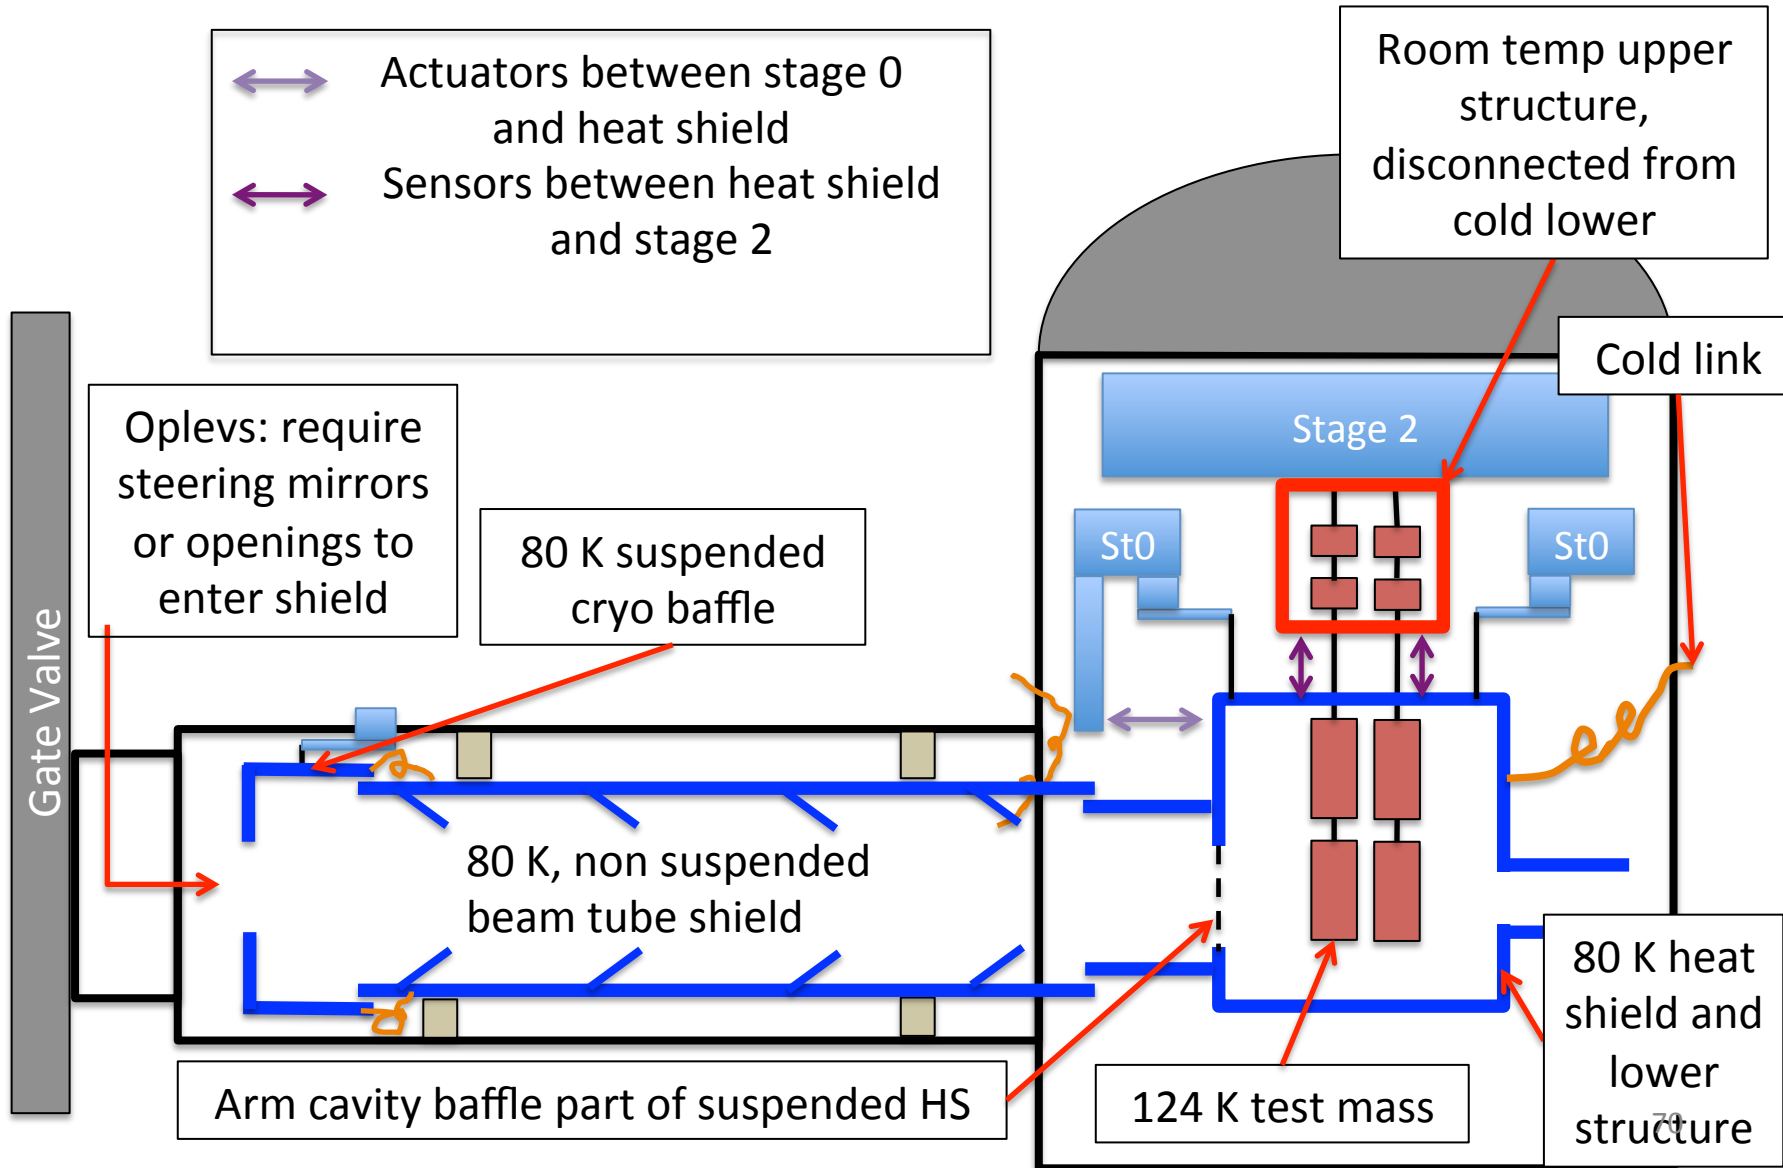 Actuators between stage 0
and heat shield
Sensors between heat shield
and stage 2
Room temp upper
structure,
disconnected from
cold lower
Cold link
Oplevs: require
steering mirrors
or openings to
enter shield
80 K suspended
cryo baffle
Stage 2
St0
St0
Gate Valve
80 K, non suspended
beam tube shield
Arm cavity baffle part of suspended HS
124 K test mass
80 K heat
shield and
lower
structure
70